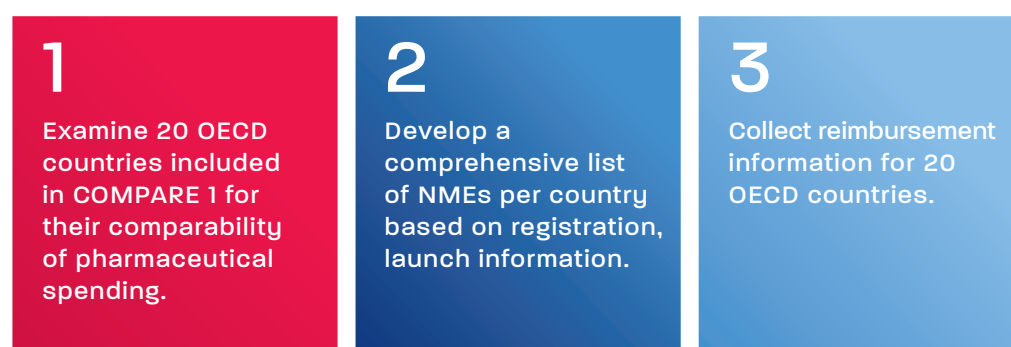 1
Examine 20 OECD
countries included
in COMPARE 1 for
their comparability
of pharmaceutical
spending.
2
Develop a
comprehensive list
of NMEs per country
based on registration,
launch information.
3
Collect reimbursement
information for 20
OECD countries.